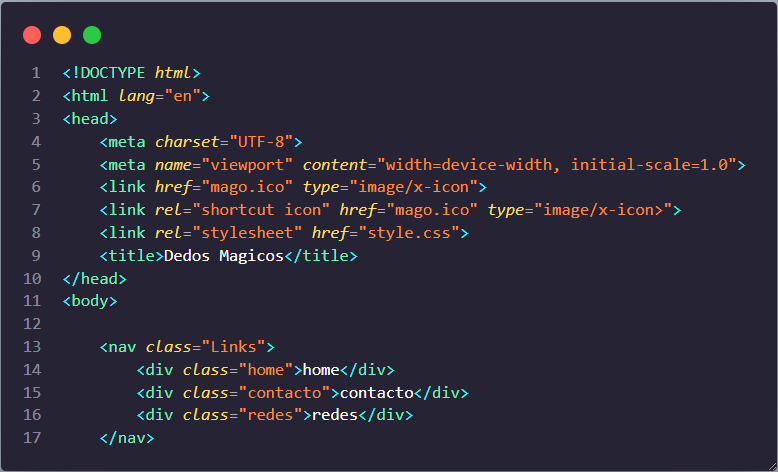 1 <!DOCTYPE html>
2 <html lang="en">
3 <head>
4     <meta charset="UTF-8">
5     <meta name="viewport" content="width=device-width, initial-scale=1.0">
6     <link href="mago.ico" type="image/x-icon">
7     <link rel="shortcut icon" href="mago.ico" type="image/x-icon>">
8     <link rel="stylesheet" href="style.css">
9     <title>Dedos Magicos</title>
10 </head>
11 <body>
12
13     <nav class="Links">
14         <div class="home">home</div>
15         <div class="contacto">contacto</div>
16         <div class="redes">redes</div>
17     </nav>